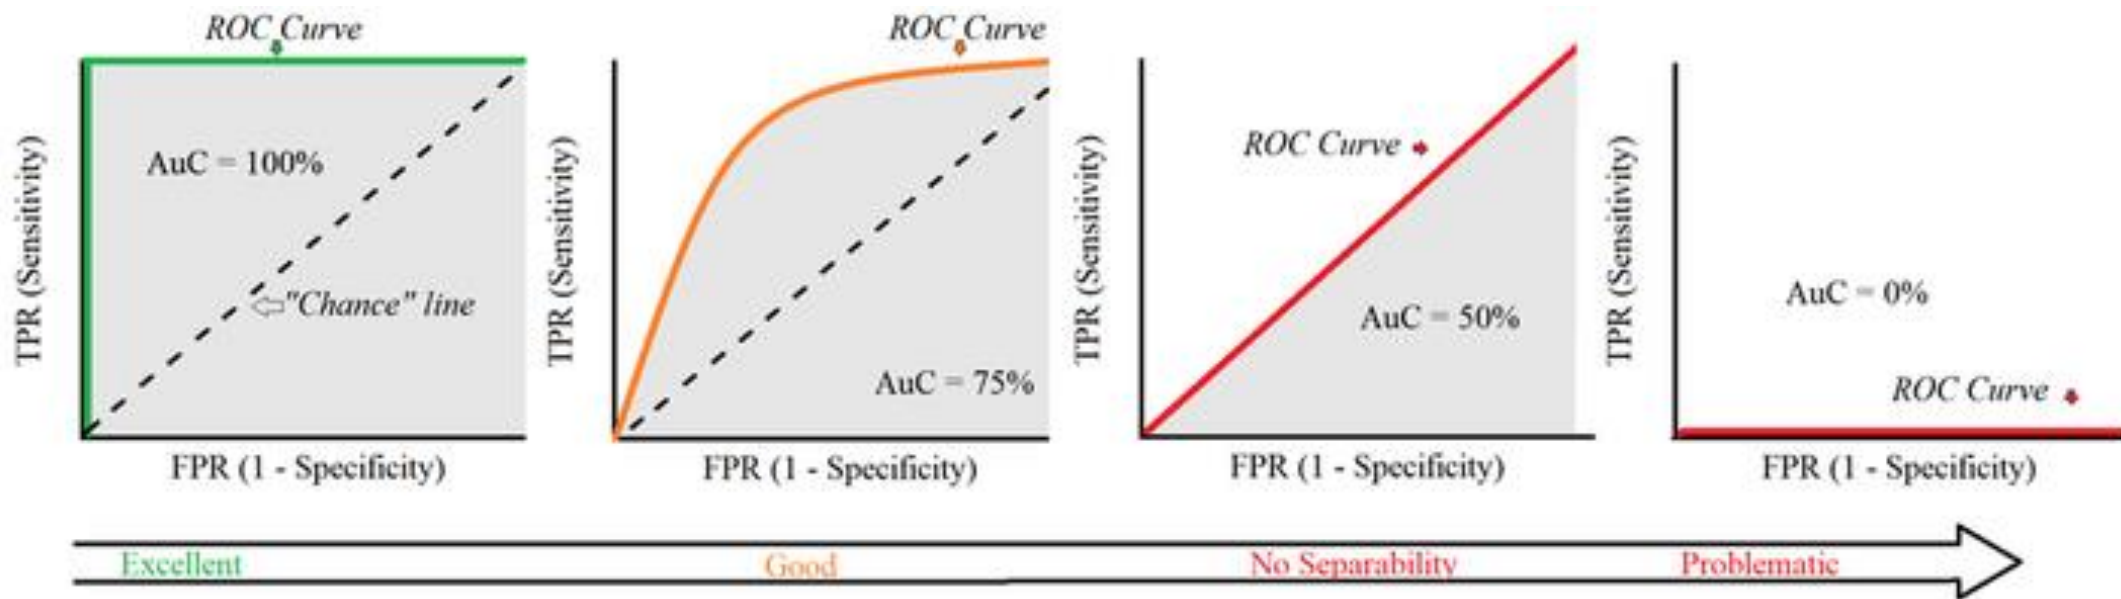 ROC Curve
TPR (Sensitivity)
AuC = 100%
"Chance" line
FPR (1 - Specificity)
ROC Curve
TPR (Sensitivity)
AuC = 75%
FPR (1 - Specificity)
TPR (Sensitivity)
ROC Curve
AuC = 50%
FPR (1 - Specificity)
TPR (Sensitivity)
AuC = 0%
ROC Curve
FPR (1 - Specificity)
Excellent
Good
No Separability
Problematic